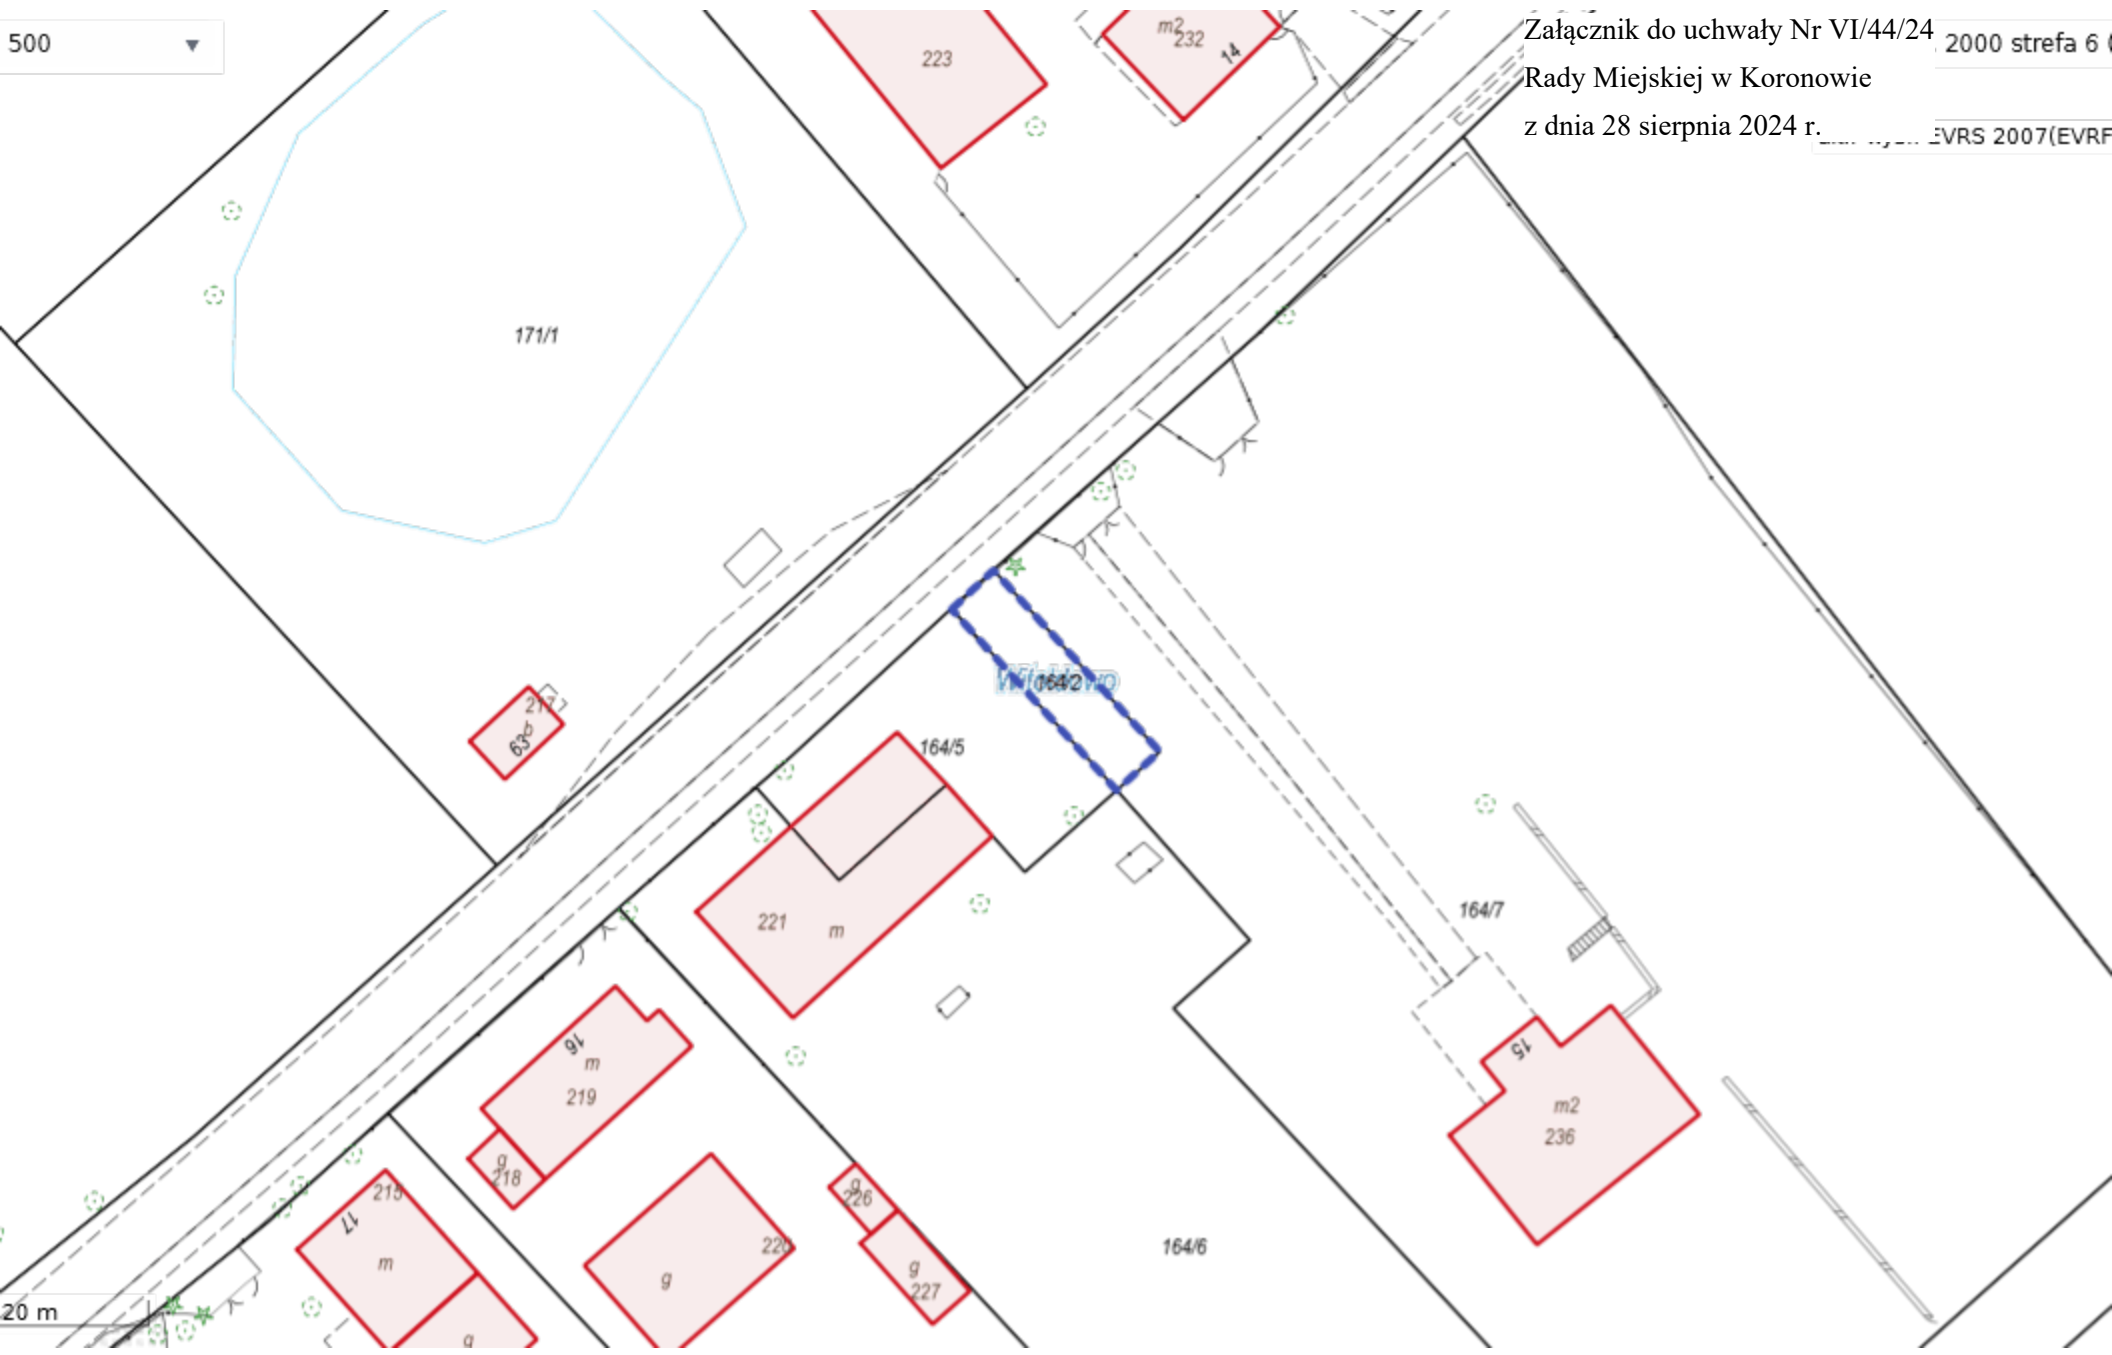 500
Załącznik do uchwały Nr VI/44/24
Rady Miejskiej w Koronowie
z dnia 28 sierpnia 2024 r.
2000 strefa 6 (
EVRS 2007(EVRF
223
m2
232
14
171/1
217
63
Witoldowo
164/2
164/5
221
m
16
m
219
g
218
215
17
m
g
220
g
g
226
g
227
164/6
164/7
15
m2
236
20 m